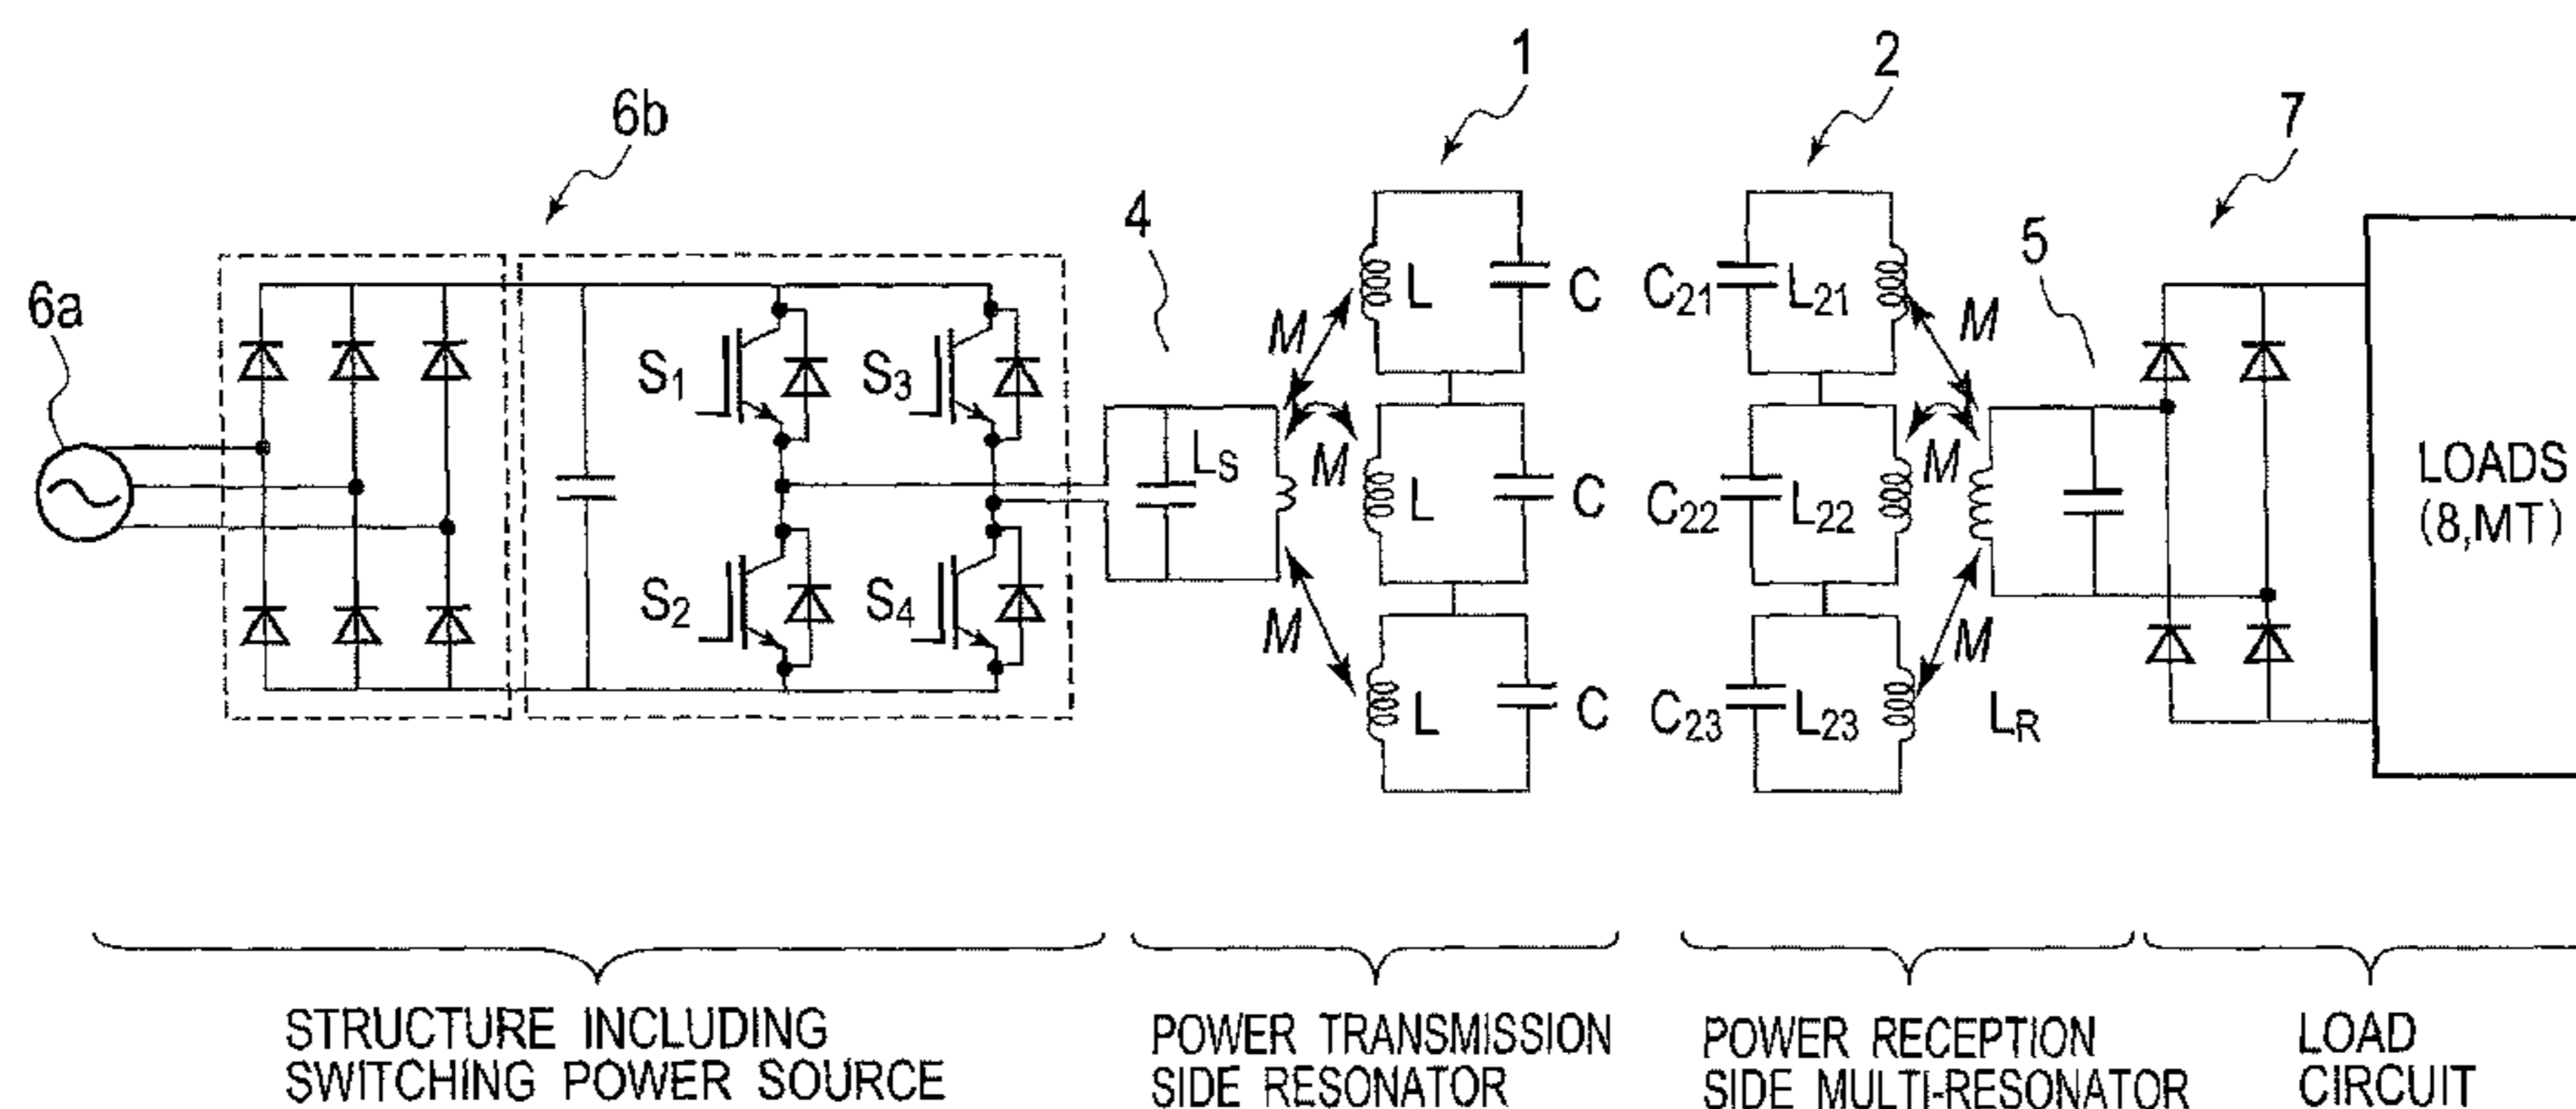 1
2
6b
7
4
5
6a
L
C
C21
L21
M
M
S1
S3
LS
M
M
L
C
C22
L22
LOADS
(8,MT)
S2
S4
M
M
L
C
C23
L23
LR
STRUCTURE INCLUDING
SWITCHING POWER SOURCE
POWER TRANSMISSION
SIDE RESONATOR
POWER RECEPTION
SIDE MULTI-RESONATOR
LOAD
CIRCUIT